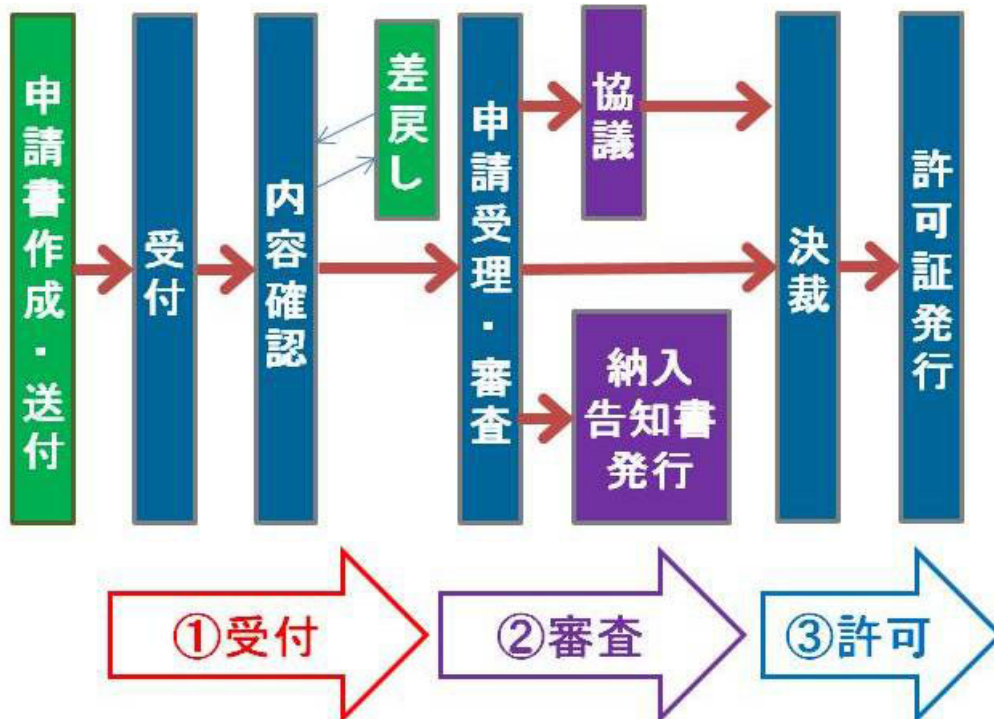 申請書作成・送付
受付
内容確認
差戻し
申請受理・審査
協議
納入
告知書
発行
決裁
許可証発行
①受付
②審査
③許可